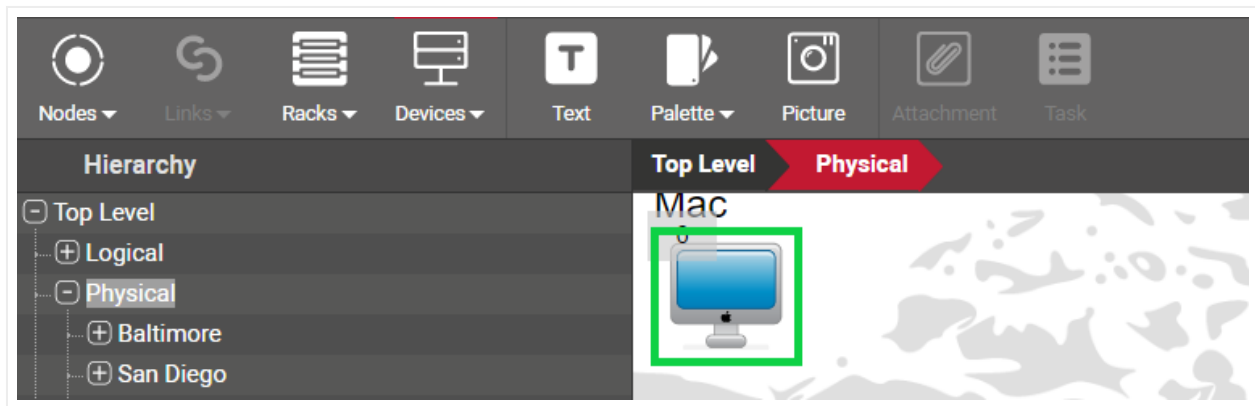 Nodes
Links
Racks
Devices
Text
Palette
Picture
Attachment
Task
Hierarchy
Top Level
Physical
Top Level
Logical
Physical
Baltimore
San Diego
Mac